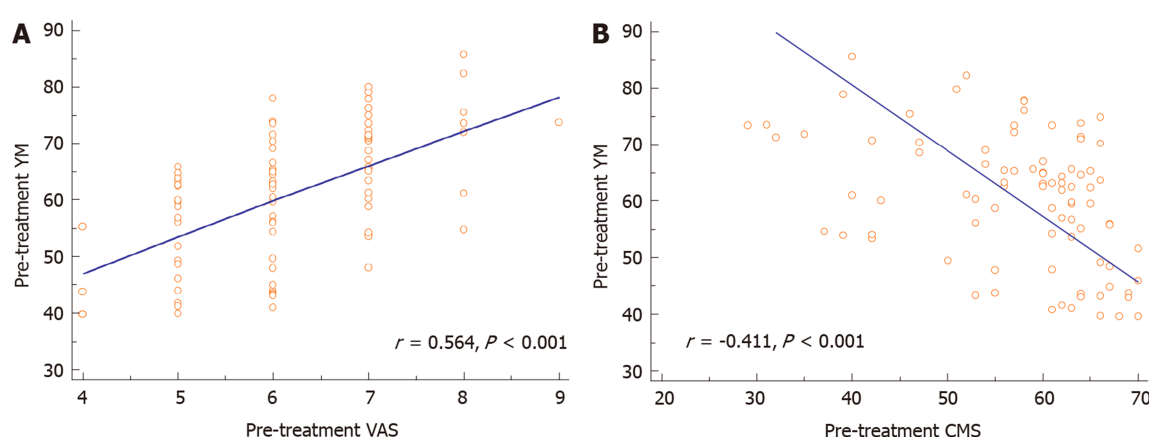 A
Pre-treatment YM
90
80
70
60
50
40
30
4 5 6 7 8 9
Pre-treatment VAS
r = 0.564, P < 0.001
B
Pre-treatment YM
90
80
70
60
50
40
30
20 30 40 50 60 70
Pre-treatment CMS
r = -0.411, P < 0.001